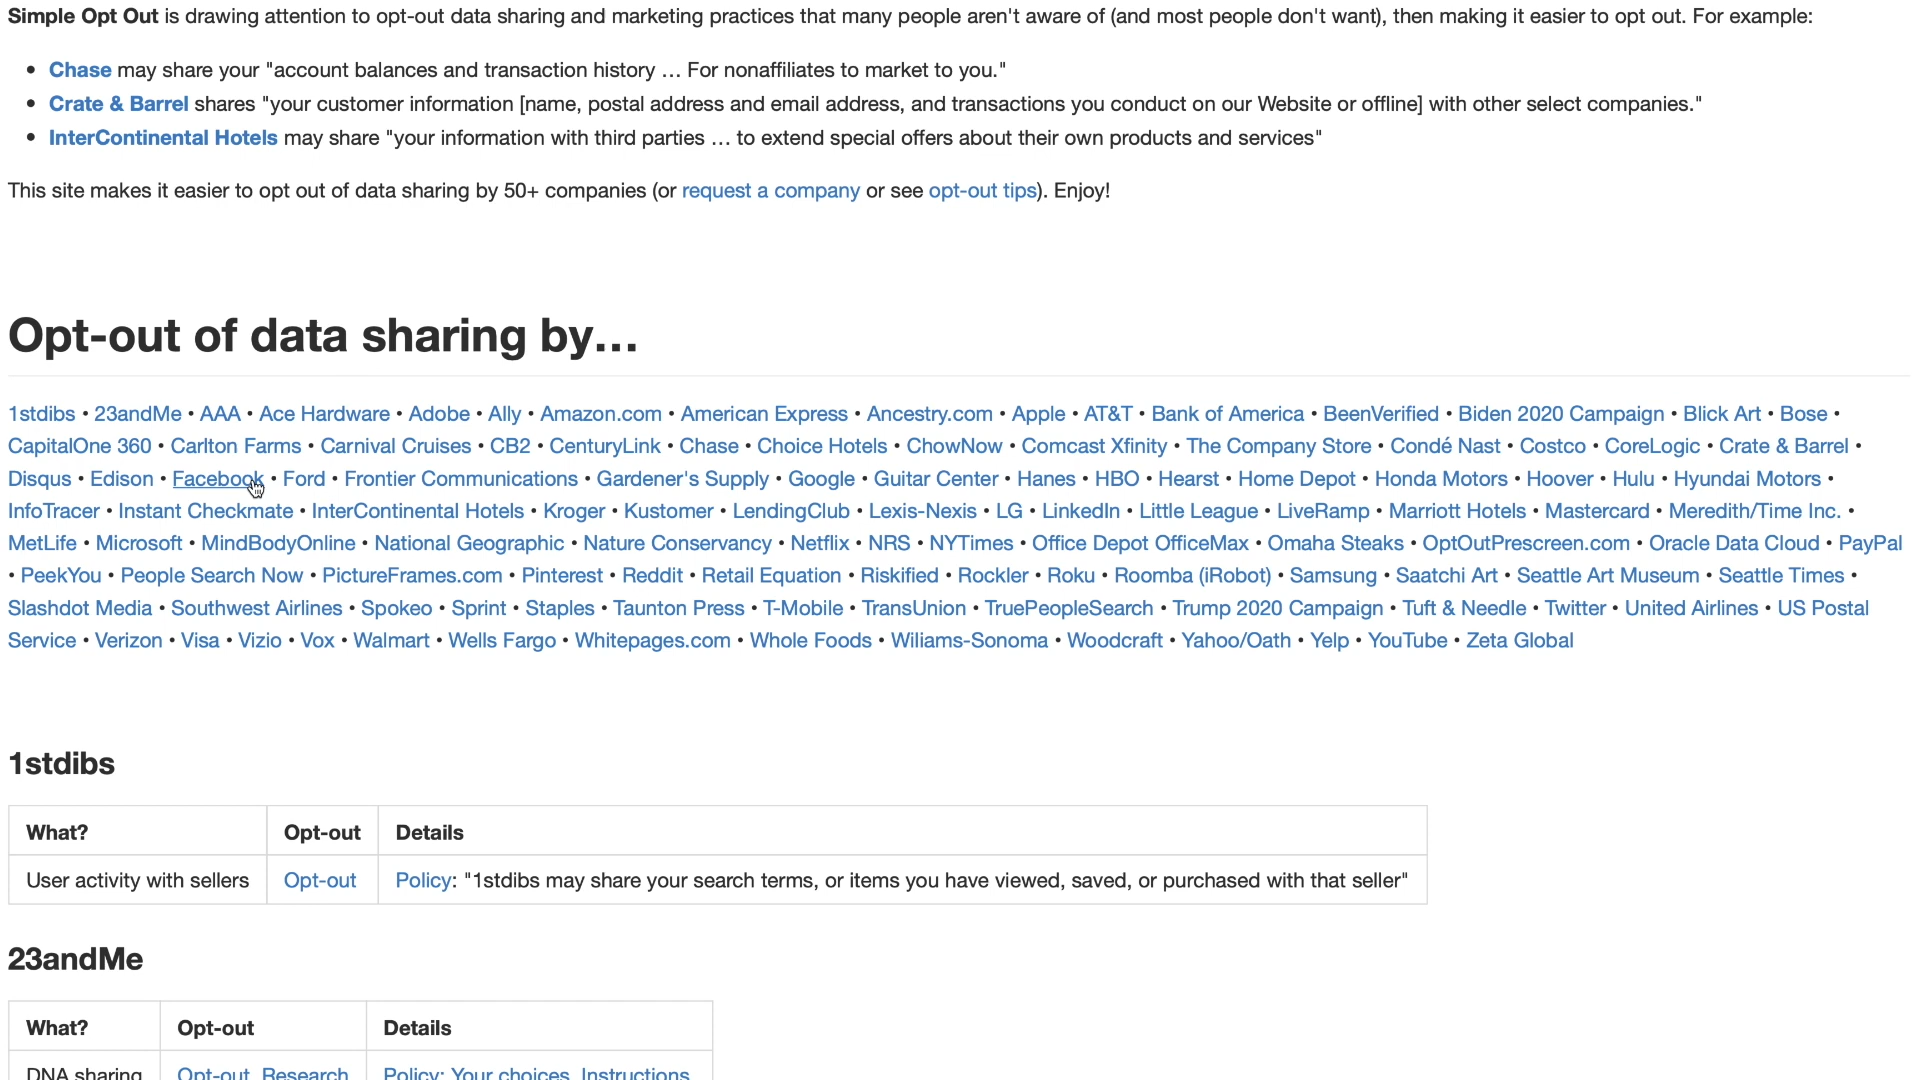 Simple Opt Out is drawing attention to opt-out data sharing and marketing practices that many people aren't aware of (and most people don't want), then making it easier to opt out. For example:
• Chase may share your "account balances and transaction history … For nonaffiliates to market to you."
• Crate & Barrel shares "your customer information [name, postal address and email address, and transactions you conduct on our Website or offline] with other select companies."
• InterContinental Hotels may share "your information with third parties … to extend special offers about their own products and services"
This site makes it easier to opt out of data sharing by 50+ companies (or request a company or see opt-out tips). Enjoy!
Opt-out of data sharing by…
1stdibs • 23andMe • AAA • Ace Hardware • Adobe • Ally • Amazon.com • American Express • Ancestry.com • Apple • AT&T • Bank of America • BeenVerified • Biden 2020 Campaign • Blick Art • Bose •
CapitalOne 360 • Carlton Farms • Carnival Cruises • CB2 • CenturyLink • Chase • Choice Hotels • ChowNow • Comcast Xfinity • The Company Store • Condé Nast • Costco • CoreLogic • Crate & Barrel •
Disqus • Edison • Facebook • Ford • Frontier Communications • Gardener's Supply • Google • Guitar Center • Hanes • HBO • Hearst • Home Depot • Honda Motors • Hoover • Hulu • Hyundai Motors •
InfoTracer • Instant Checkmate • InterContinental Hotels • Kroger • Kustomer • LendingClub • Lexis-Nexis • LG • LinkedIn • Little League • LiveRamp • Marriott Hotels • Mastercard • Meredith/Time Inc. •
MetLife • Microsoft • MindBodyOnline • National Geographic • Nature Conservancy • Netflix • NRS • NYTimes • Office Depot OfficeMax • Omaha Steaks • OptOutPrescreen.com • Oracle Data Cloud • PayPal
• PeekYou • People Search Now • PictureFrames.com • Pinterest • Reddit • Retail Equation • Riskified • Rockler • Roku • Roomba (iRobot) • Samsung • Saatchi Art • Seattle Art Museum • Seattle Times •
Slashdot Media • Southwest Airlines • Spokeo • Sprint • Staples • Taunton Press • T-Mobile • TransUnion • TruePeopleSearch • Trump 2020 Campaign • Tuft & Needle • Twitter • United Airlines • US Postal
Service • Verizon • Visa • Vizio • Vox • Walmart • Wells Fargo • Whitepages.com • Whole Foods • Wiliams-Sonoma • Woodcraft • Yahoo/Oath • Yelp • YouTube • Zeta Global
1stdibs
What? Opt-out Details
User activity with sellers Opt-out Policy: "1stdibs may share your search terms, or items you have viewed, saved, or purchased with that seller"
23andMe
What? Opt-out Details
DNA sharing Opt-out, Research Policy: Your choices, Instructions